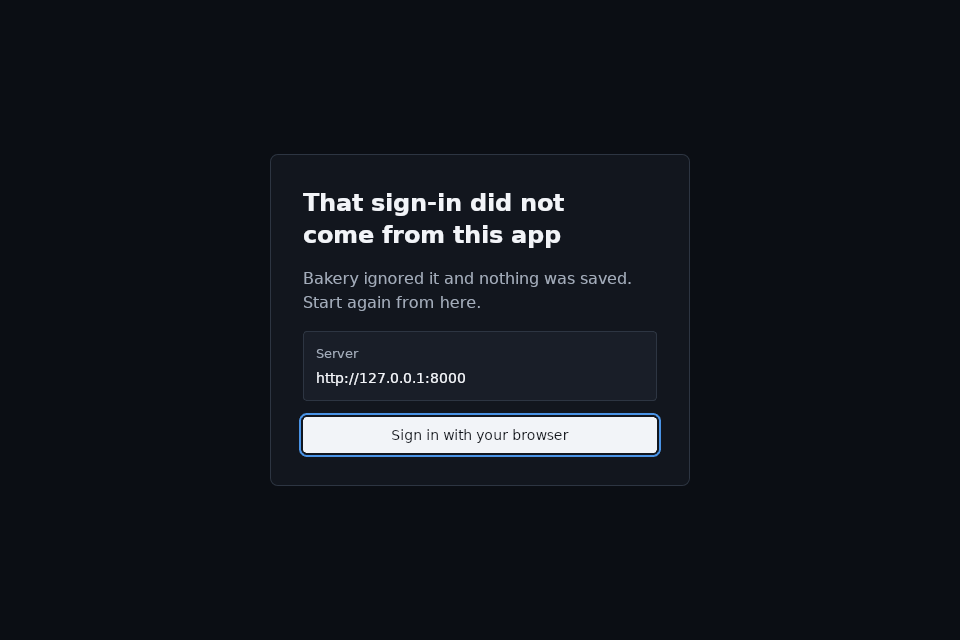 That sign-in did not
come from this app
Bakery ignored it and nothing was saved.
Start again from here.
Server
http://127.0.0.1:8000
Sign in with your browser